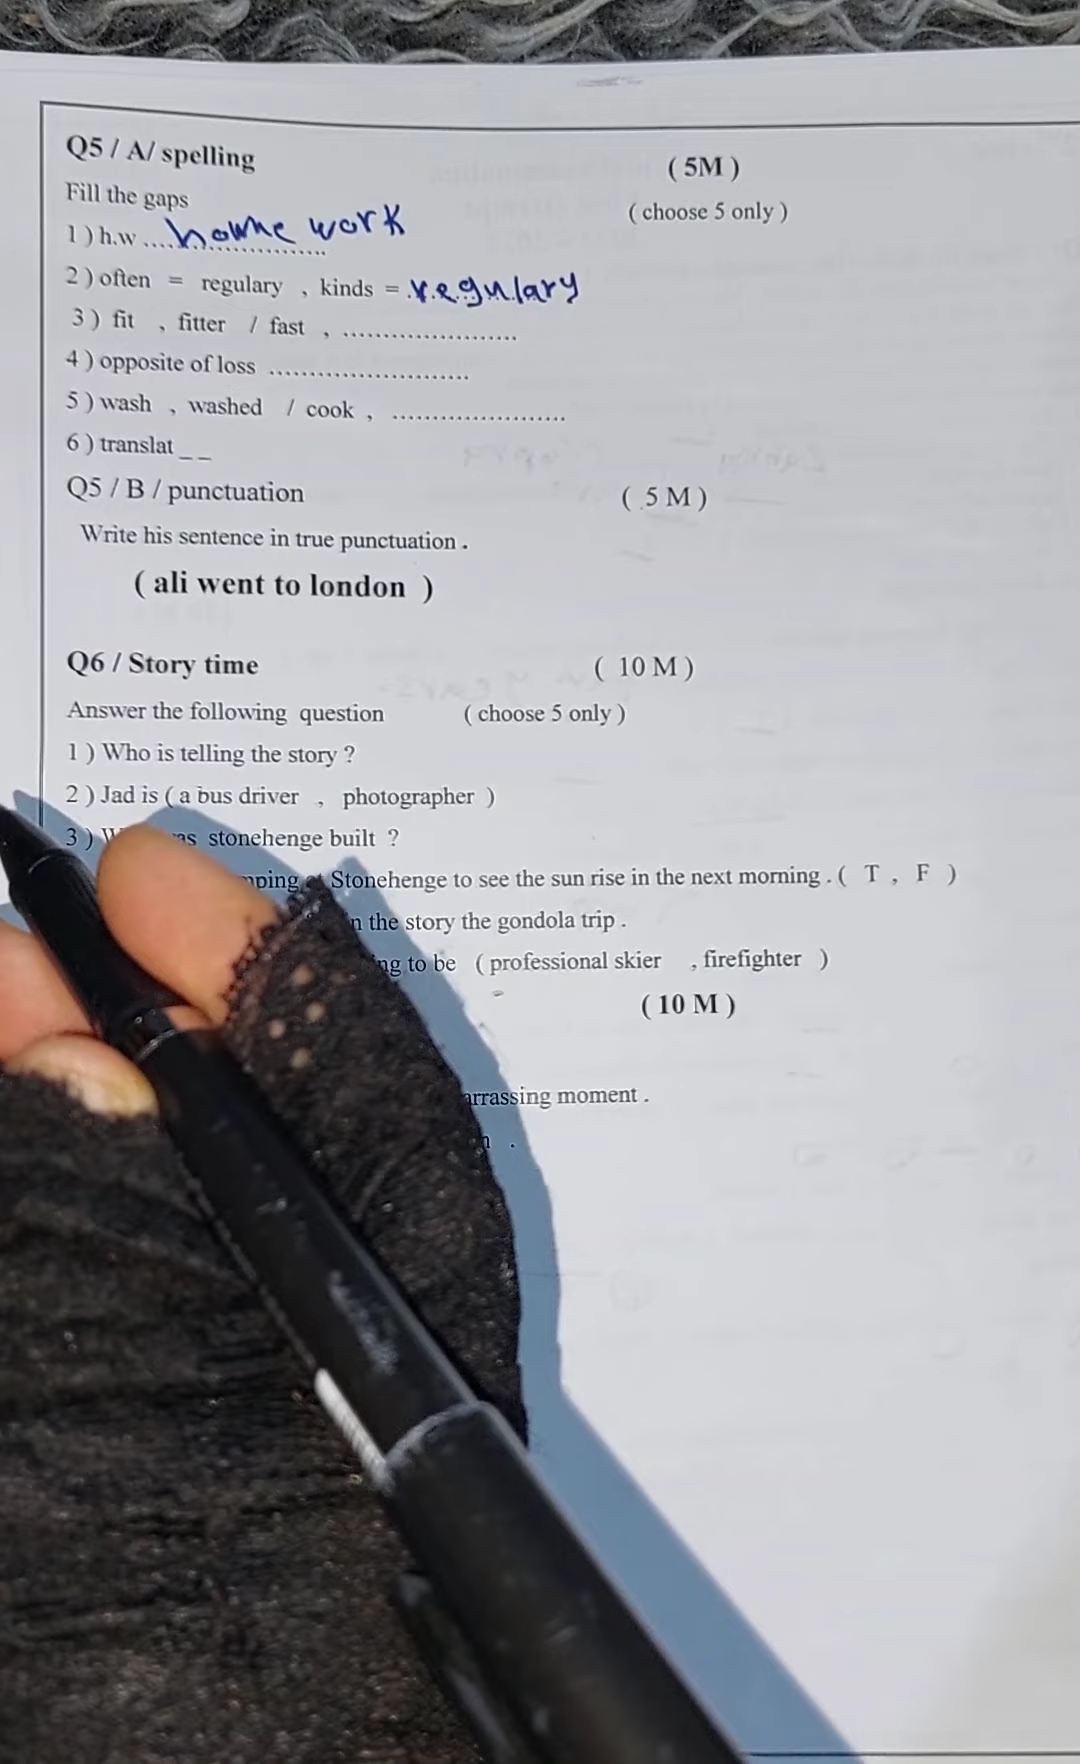 Q5 / A/ spelling ( 5M )
Fill the gaps ( choose 5 only )
1 ) h.w .... home work
2 ) often = regulary , kinds = regulary
3 ) fit , fitter / fast , ......................
4 ) opposite of loss .........................
5 ) wash , washed / cook , ......................
6 ) translat _ _
Q5 / B / punctuation ( 5 M )
Write his sentence in true punctuation .
( ali went to london )
Q6 / Story time ( 10 M )
Answer the following question ( choose 5 only )
1 ) Who is telling the story ?
2 ) Jad is ( a bus driver , photographer )
3 ) stonehenge built ?
Stonehenge to see the sun rise in the next morning . ( T , F )
the story the gondola trip .
to be ( professional skier , firefighter )
( 10 M )
moment .